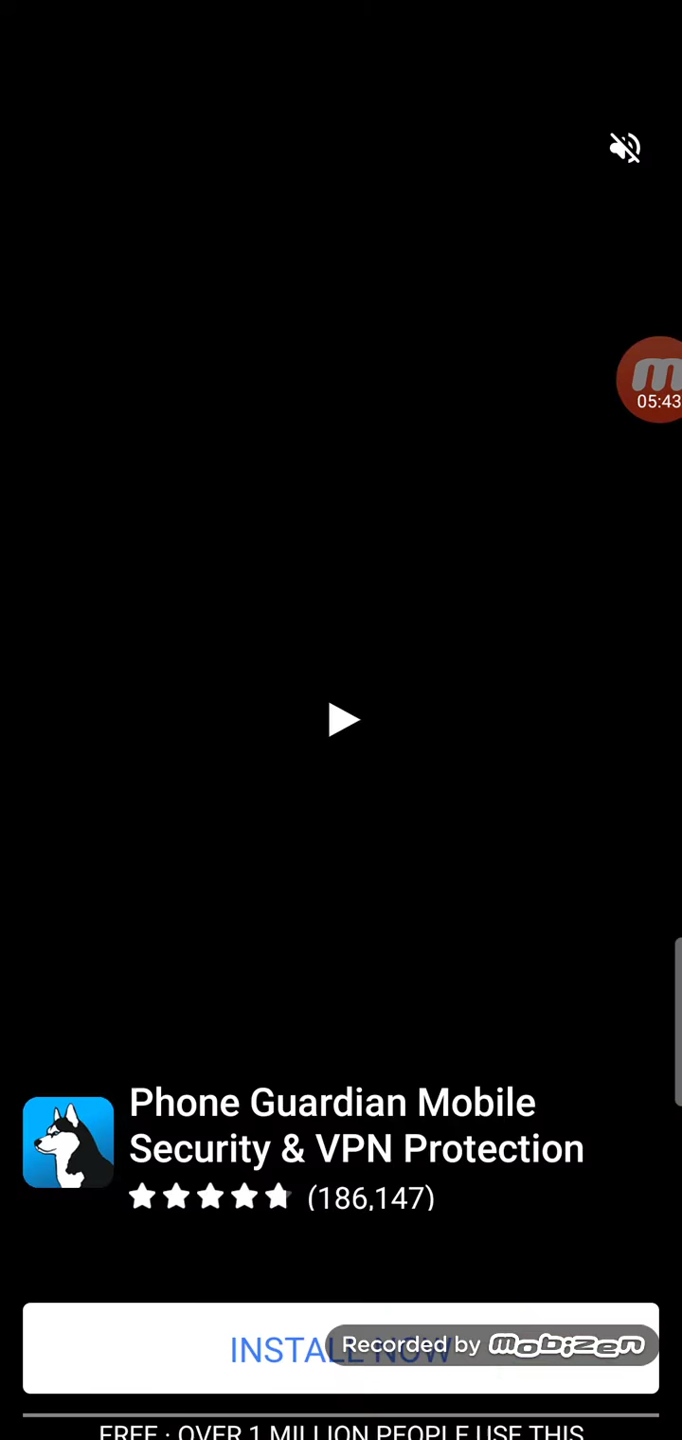 m
05:43
Phone Guardian Mobile
Security & VPN Protection
(186,147)
INSTALL NOW
Recorded by mobizen
FREE · OVER 1 MILLION PEOPLE USE THIS